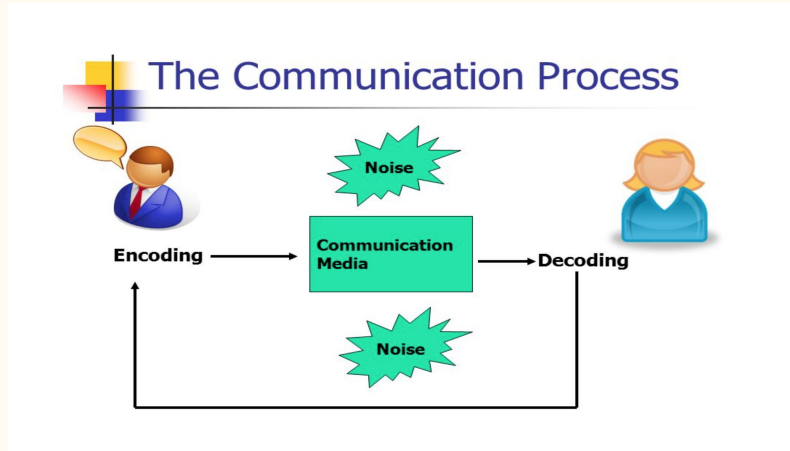 The Communication Process
Noise
Communication
Media
Encoding
Decoding
Noise